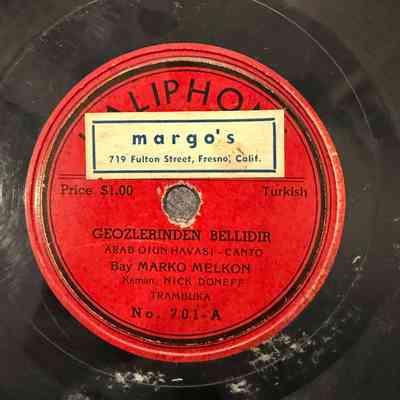 KALIPHONE
margo's
719 Fulton Street, Fresno, Calif.
Price $1.00 Turkish
GEOZLERINDEN BELLIDIR
ARAB OIUN HAVASI - CANTO
Bay MARKO MELKON
Keman, NICK DONEFF
TRAMBUKA
No. 701-A